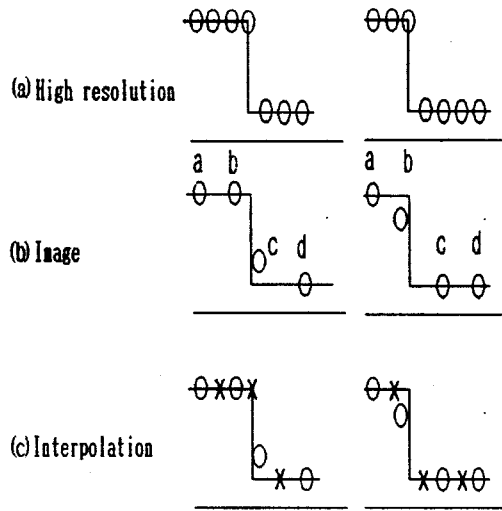 (a) High resolution
a b a b
(b) Image
c d c d
(c) Interpolation